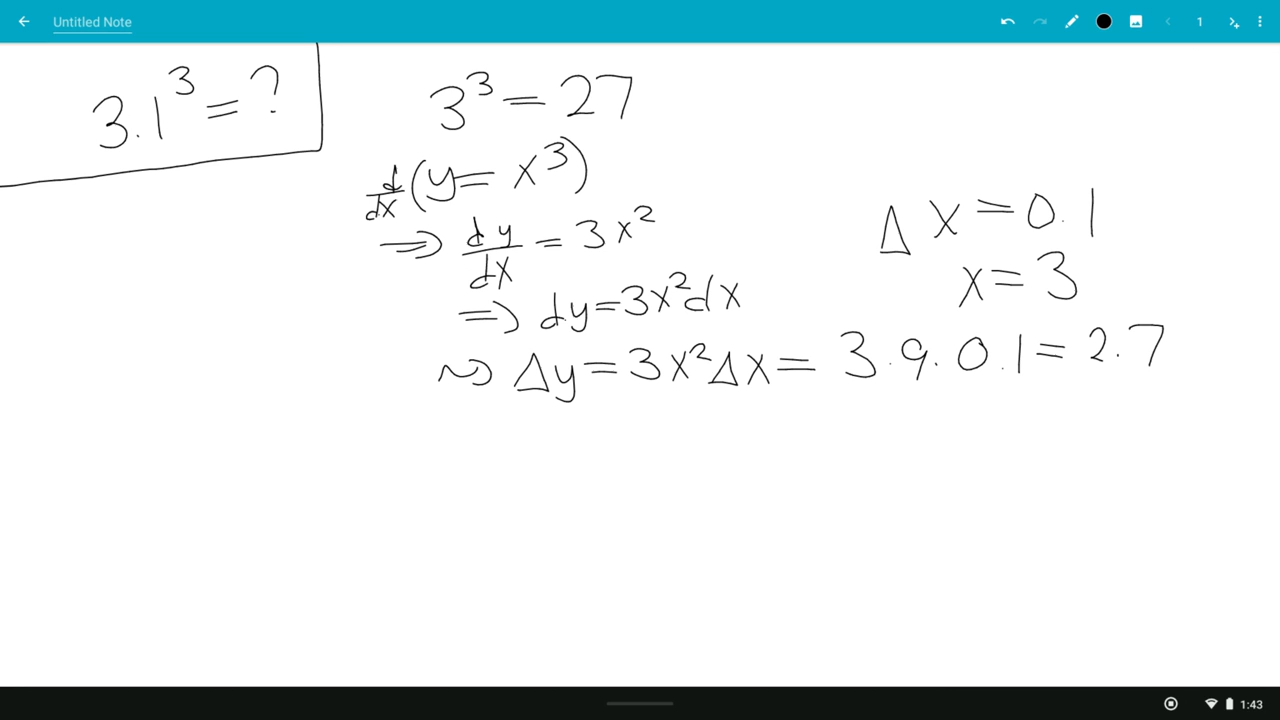 Untitled Note
1
3.1³ = ?
3³ = 27
d/dx (y = x³)
⇒ dy/dx = 3x²
⇒ dy = 3x²dx
Δx = 0.1
x = 3
⤳ Δy = 3x²Δx = 3.9.0.1 = 2.7
1:43